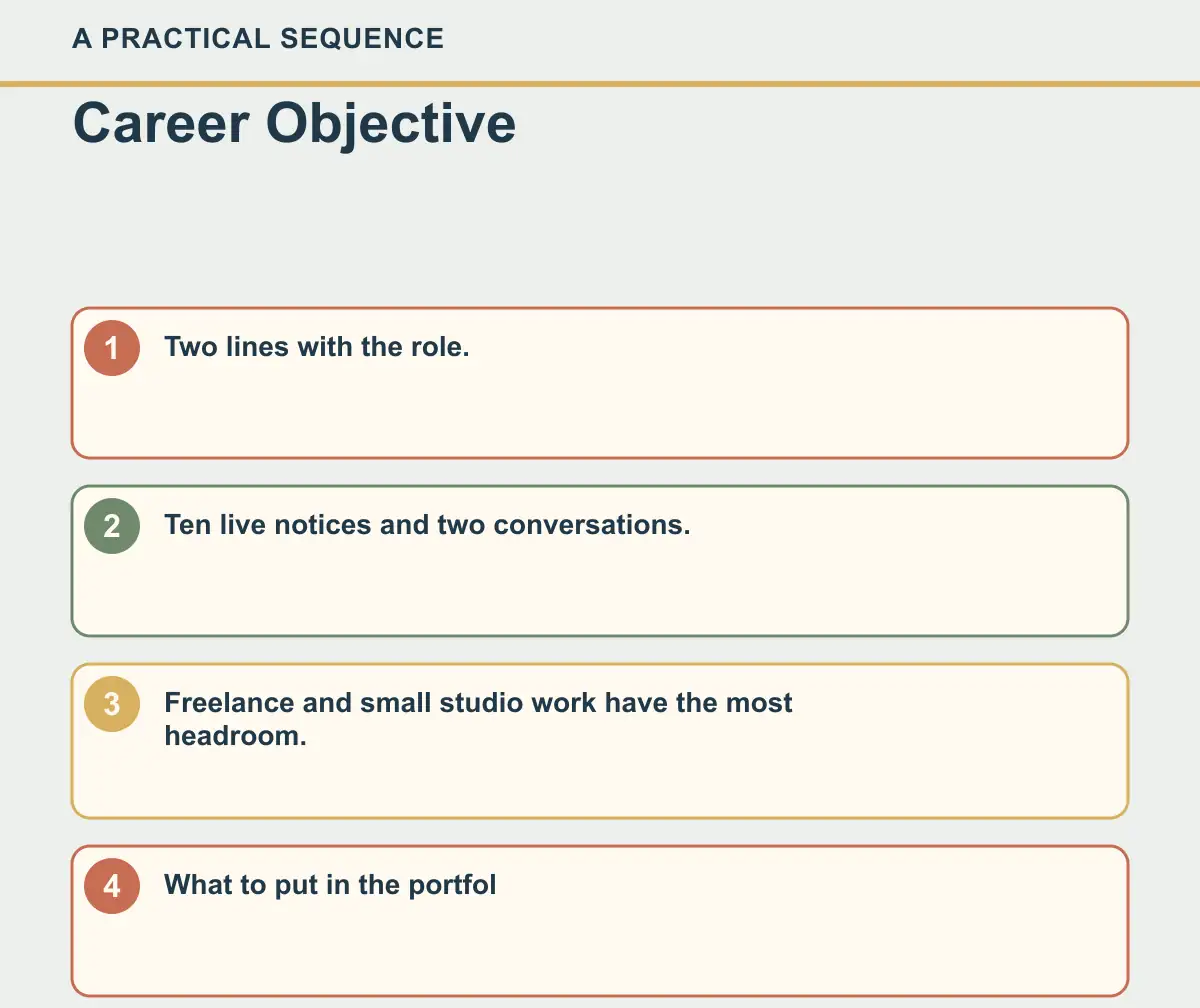 A PRACTICAL SEQUENCE
Career Objective
1
Two lines with the role.
2
Ten live notices and two conversations.
3
Freelance and small studio work have the most
headroom.
4
What to put in the portfol